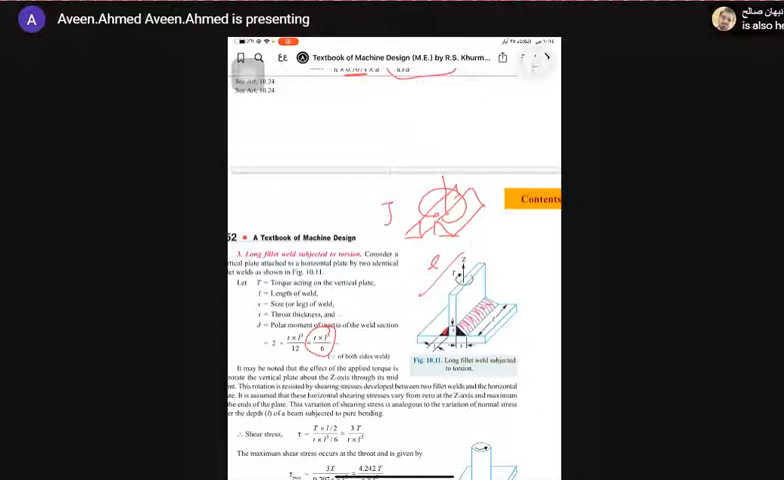 A Aveen.Ahmed Aveen.Ahmed is presenting
نبهان صالح
is also he
Textbook of Machine Design (M.E.) by R.S. Khurm...
See Art. 10.24
See Art. 10.24.
J
Contents
52 ■ A Textbook of Machine Design
3. Long fillet weld subjected to torsion. Consider a
rtical plate attached to a horizontal plate by two identical
let welds as shown in Fig. 10.11.
Let T = Torque acting on the vertical plate,
l = Length of weld,
s = Size (or leg) of weld,
t = Throat thickness, and
J = Polar moment of inertia of the weld section
= 2 × t × l³ / 12 = t × l³ / 6
(∵ of both sides weld)
l
Z
T
Fig. 10.11. Long fillet weld subjected
to torsion.
It may be noted that the effect of the applied torque is
rotate the vertical plate about the Z-axis through its mid
nt. This rotation is resisted by shearing stresses developed between two fillet welds and the horizontal
ate. It is assumed that these horizontal shearing stresses vary from zero at the Z-axis and maximum
the ends of the plate. This variation of shearing stress is analogous to the variation of normal stress
er the depth (l) of a beam subjected to pure bending.
∴ Shear stress, τ = T × l/2 / t × l³/6 = 3 T / t × l²
The maximum shear stress occurs at the throat and is given by
τmax = 3T = 4.242 T